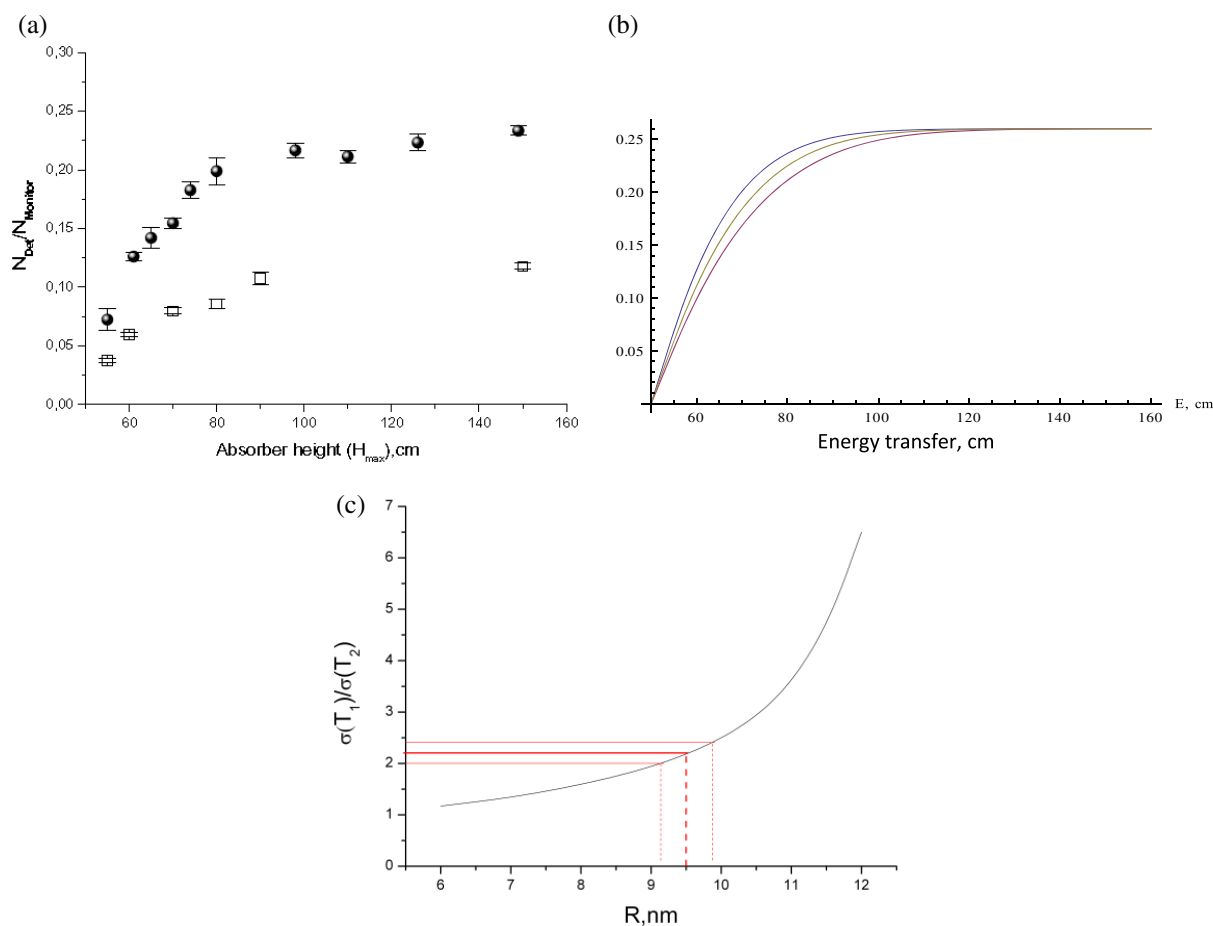 (a)
0,30
0,25
0,20
0,15
0,10
0,05
0,00
N_Det/N_Monitor
60 80 100 120 140 160
Absorber height (H_max),cm
(b)
0.25
0.20
0.15
0.10
0.05
60 80 100 120 140 160
E, cm
Energy transfer, cm
(c)
7
6
5
4
3
2
1
0
σ(T_1)/σ(T_2)
6 7 8 9 10 11 12
R,nm